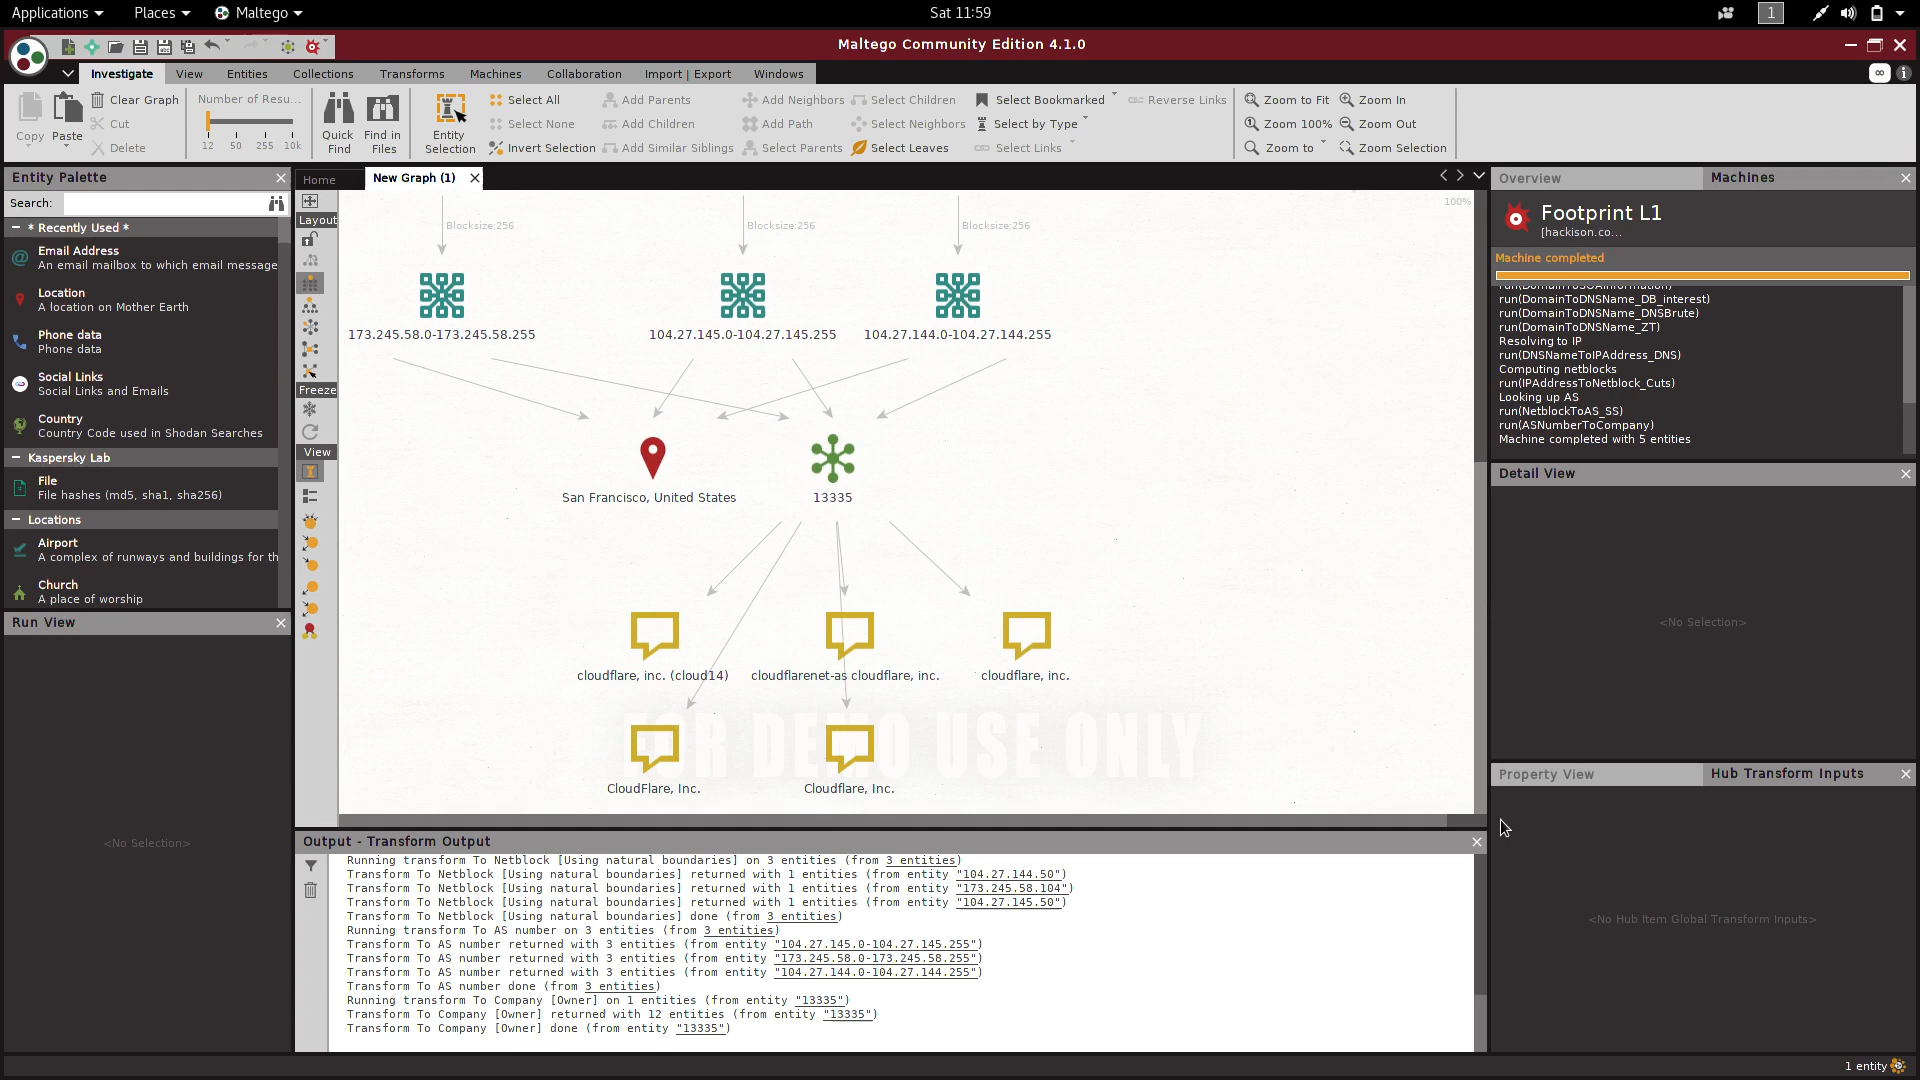 Applications Places Maltego Sat 11:59 1
Maltego Community Edition 4.1.0
Investigate View Entities Collections Transforms Machines Collaboration Import | Export Windows
Copy Paste Clear Graph Cut Delete
Number of Resu...
12 50 255 10k
Quick Find
Find in Files
Entity Selection
Select All
Select None
Invert Selection
Add Parents
Add Children
Add Similar Siblings
Add Neighbors
Add Path
Select Parents
Select Children
Select Neighbors
Select Leaves
Select Bookmarked
Select by Type
Select Links
Reverse Links
Zoom to Fit
Zoom 100%
Zoom to
Zoom In
Zoom Out
Zoom Selection
Entity Palette
Search:
* Recently Used *
Email Address
An email mailbox to which email message
Location
A location on Mother Earth
Phone data
Phone data
Social Links
Social Links and Emails
Country
Country Code used in Shodan Searches
Kaspersky Lab
File
File hashes (md5, sha1, sha256)
Locations
Airport
A complex of runways and buildings for th
Church
A place of worship
Run View
<No Selection>
Home New Graph (1)
Layout
Freeze
View
100%
Blocksize:256 Blocksize:256 Blocksize:256
173.245.58.0-173.245.58.255 104.27.145.0-104.27.145.255 104.27.144.0-104.27.144.255
San Francisco, United States 13335
cloudflare, inc. (cloud14) cloudflarenet-as cloudflare, inc. cloudflare, inc.
FOR DEMO USE ONLY
CloudFlare, Inc. Cloudflare, Inc.
Output - Transform Output
Running transform To Netblock [Using natural boundaries] on 3 entities (from 3 entities)
Transform To Netblock [Using natural boundaries] returned with 1 entities (from entity "104.27.144.50")
Transform To Netblock [Using natural boundaries] returned with 1 entities (from entity "173.245.58.104")
Transform To Netblock [Using natural boundaries] returned with 1 entities (from entity "104.27.145.50")
Transform To Netblock [Using natural boundaries] done (from 3 entities)
Running transform To AS number on 3 entities (from 3 entities)
Transform To AS number returned with 3 entities (from entity "104.27.145.0-104.27.145.255")
Transform To AS number returned with 3 entities (from entity "173.245.58.0-173.245.58.255")
Transform To AS number returned with 3 entities (from entity "104.27.144.0-104.27.144.255")
Transform To AS number done (from 3 entities)
Running transform To Company [Owner] on 1 entities (from entity "13335")
Transform To Company [Owner] returned with 12 entities (from entity "13335")
Transform To Company [Owner] done (from entity "13335")
Overview Machines
Footprint L1
[hackison.co...
Machine completed
run(DomainToSOAInformation)
run(DomainToDNSName_DB_interest)
run(DomainToDNSName_DNSBrute)
run(DomainToDNSName_ZT)
Resolving to IP
run(DNSNameToIPAddress_DNS)
Computing netblocks
run(IPAddressToNetblock_Cuts)
Looking up AS
run(NetblockToAS_SS)
run(ASNumberToCompany)
Machine completed with 5 entities
Detail View
<No Selection>
Property View Hub Transform Inputs
<No Hub Item Global Transform Inputs>
1 entity